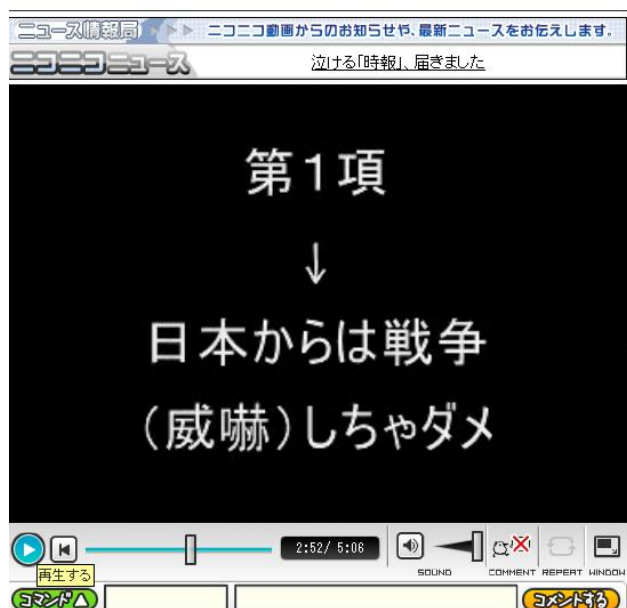 ニュース情報局 ニコニコ動画からのお知らせや、最新ニュースをお伝えします。
ニコニコニュース 泣ける「時報」、届きました
第1項
↓
日本からは戦争
(威嚇)しちゃダメ
2:52/ 5:06
SOUND COMMENT REPEAT WINDOW
再生する
コマンド△ コメントする